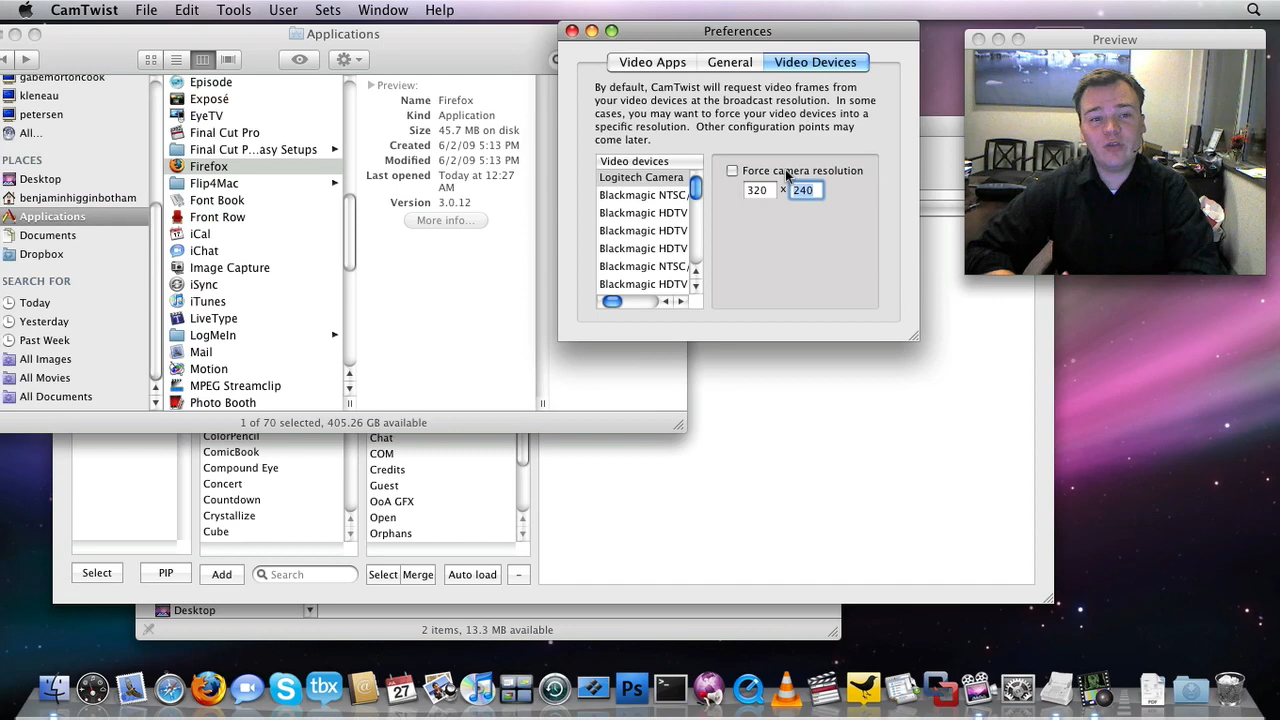 CamTwist File Edit Tools User Sets Window Help
Applications
gabemortoncook
kleneau
petersen
All...
PLACES
Desktop
benjaminhigginbotham
Applications
Documents
Dropbox
SEARCH FOR
Today
Yesterday
Past Week
All Images
All Movies
All Documents
Episode
Exposé
EyeTV
Final Cut Pro
Final Cut P...asy Setups
Firefox
Flip4Mac
Font Book
Front Row
iCal
iChat
Image Capture
iSync
iTunes
LiveType
LogMeIn
Mail
Motion
MPEG Streamclip
Photo Booth
Preview:
Name Firefox
Kind Application
Size 45.7 MB on disk
Created 6/2/09 5:13 PM
Modified 6/2/09 5:13 PM
Last opened Today at 12:27
AM
Version 3.0.12
More info...
1 of 70 selected, 405.26 GB available
Preferences
Video Apps General Video Devices
By default, CamTwist will request video frames from
your video devices at the broadcast resolution. In some
cases, you may want to force your video devices into a
specific resolution. Other configuration points may
come later.
Video devices
Logitech Camera
Blackmagic NTSC/
Blackmagic HDTV
Blackmagic HDTV
Blackmagic HDTV
Blackmagic NTSC/
Blackmagic HDTV
Force camera resolution
320 x 240
Preview
ColorPencil
ComicBook
Compound Eye
Concert
Countdown
Crystallize
Cube
Chat
COM
Credits
Guest
OoA GFX
Open
Orphans
Select PIP Add Search Select Merge Auto load –
Desktop
2 items, 13.3 MB available
tbx
27
Ps
PDF